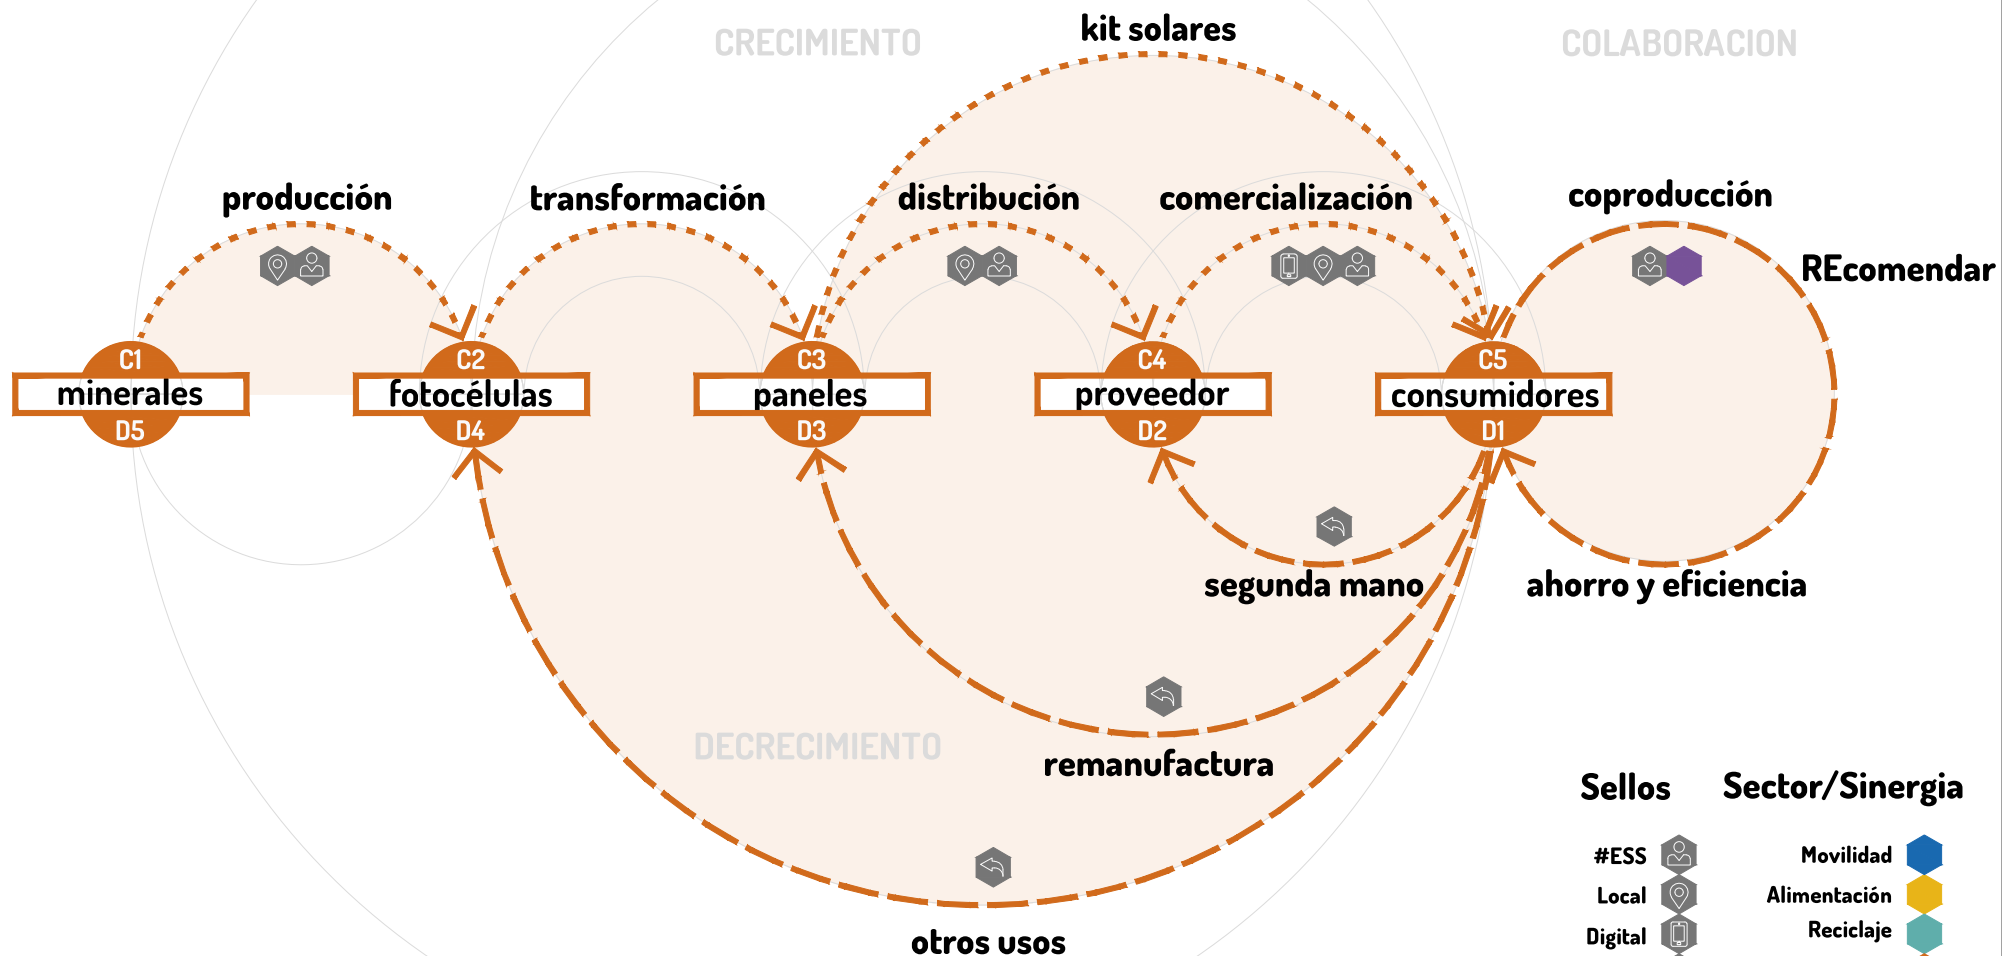 kit solares
CRECIMIENTO
COLABORACION
producción
transformación
distribución
comercialización
coproducción
REcomendar
C1
C2
C3
C4
C5
minerales
fotocélulas
paneles
proveedor
consumidores
D5
D4
D3
D2
D1
segunda mano
ahorro y eficiencia
DECRECIMIENTO
remanufactura
otros usos
Sellos
#ESS
Local
Digital
Sector/Sinergia
Movilidad
Alimentación
Reciclaje